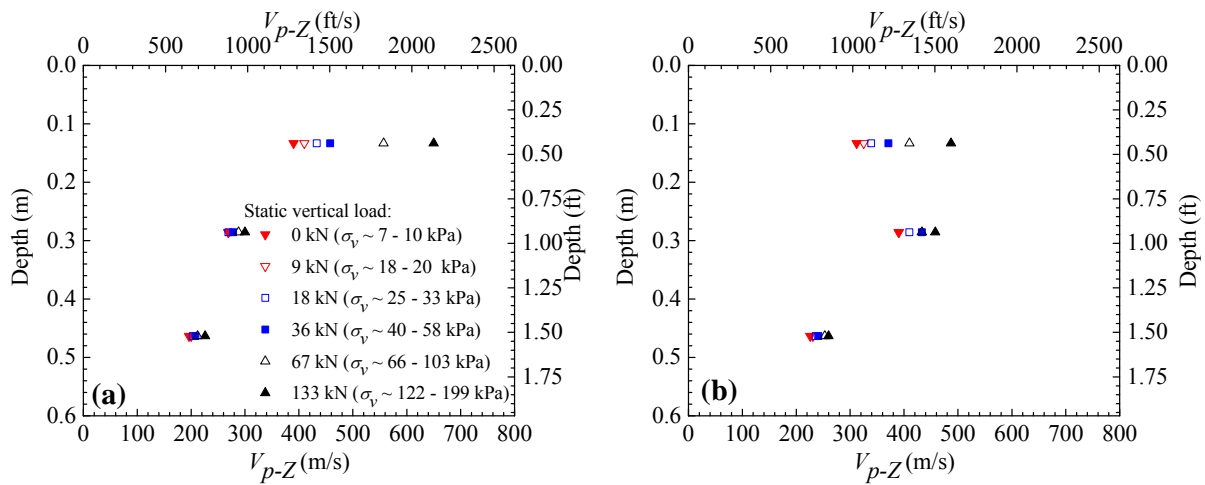 V_p-Z (ft/s)
0 500 1000 1500 2000 2500
0.0 0.1 0.2 0.3 0.4 0.5 0.6
Depth (m)
0.00 0.25 0.50 0.75 1.00 1.25 1.50 1.75
Depth (ft)
Static vertical load:
0 kN (σ_v ~ 7 - 10 kPa)
9 kN (σ_v ~ 18 - 20 kPa)
18 kN (σ_v ~ 25 - 33 kPa)
36 kN (σ_v ~ 40 - 58 kPa)
67 kN (σ_v ~ 66 - 103 kPa)
133 kN (σ_v ~ 122 - 199 kPa)
(a)
0 100 200 300 400 500 600 700 800
V_p-Z (m/s)
V_p-Z (ft/s)
0 500 1000 1500 2000 2500
0.0 0.1 0.2 0.3 0.4 0.5 0.6
Depth (m)
0.00 0.25 0.50 0.75 1.00 1.25 1.50 1.75
Depth (ft)
(b)
0 100 200 300 400 500 600 700 800
V_p-Z (m/s)